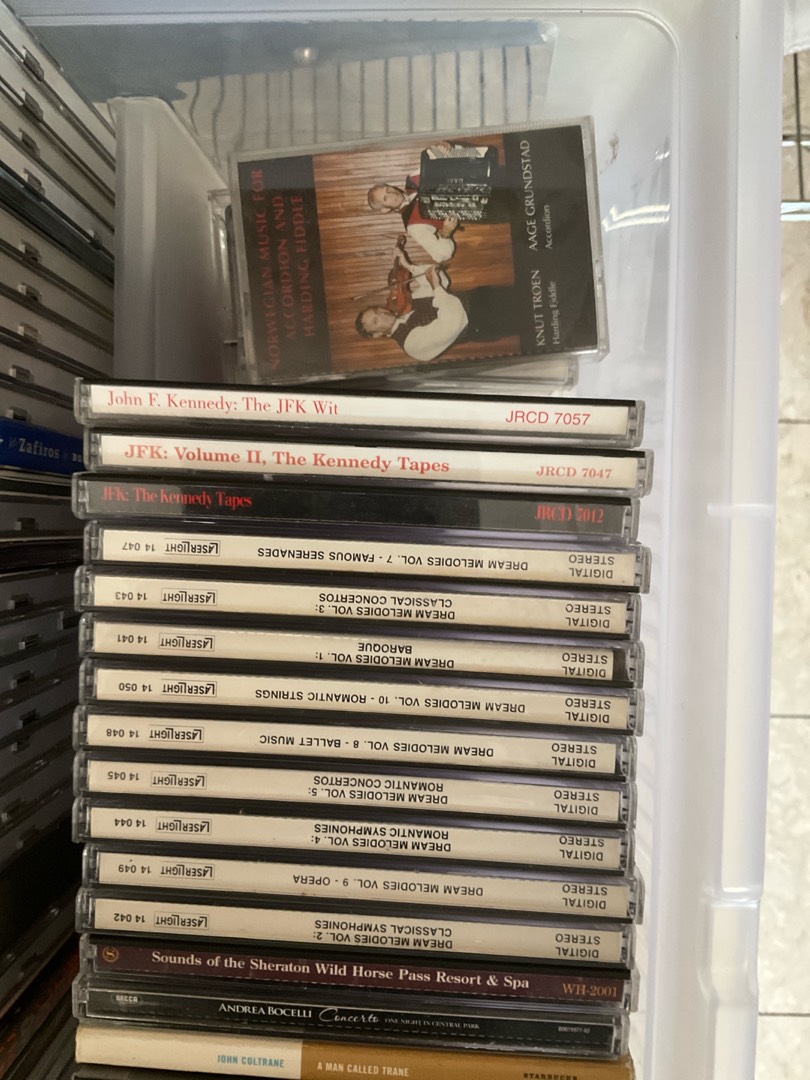 NORWEGIAN MUSIC FOR
ACCORDION AND
HARDING FIDDLE
KNUT TROEN
Harding Fiddle
AAGE GRUNDSTAD
Accordion
Zafiros
John F. Kennedy: The JFK Wit
JRCD 7057
JFK: Volume II, The Kennedy Tapes
JRCD 7047
JFK: The Kennedy Tapes
JRCD 7012
DIGITAL
STEREO
DREAM MELODIES VOL. 7 - FAMOUS SERENADES
LASERLIGHT
14 047
DIGITAL
STEREO
DREAM MELODIES VOL. 3:
CLASSICAL CONCERTOS
LASERLIGHT
14 043
DIGITAL
STEREO
DREAM MELODIES VOL. 1:
BAROQUE
LASERLIGHT
14 041
DIGITAL
STEREO
DREAM MELODIES VOL. 10 - ROMANTIC STRINGS
LASERLIGHT
14 050
DIGITAL
STEREO
DREAM MELODIES VOL. 8 - BALLET MUSIC
LASERLIGHT
14 048
DIGITAL
STEREO
DREAM MELODIES VOL. 5:
ROMANTIC CONCERTOS
LASERLIGHT
14 045
DIGITAL
STEREO
DREAM MELODIES VOL. 4:
ROMANTIC SYMPHONIES
LASERLIGHT
14 044
DIGITAL
STEREO
DREAM MELODIES VOL. 9 - OPERA
LASERLIGHT
14 049
DIGITAL
STEREO
DREAM MELODIES VOL. 2:
CLASSICAL SYMPHONIES
LASERLIGHT
14 042
S
Sounds of the Sheraton Wild Horse Pass Resort & Spa
WH-2001
DECCA
ANDREA BOCELLI Concerto ONE NIGHT IN CENTRAL PARK
JOHN COLTRANE
A MAN CALLED TRANE
STARBUCKS